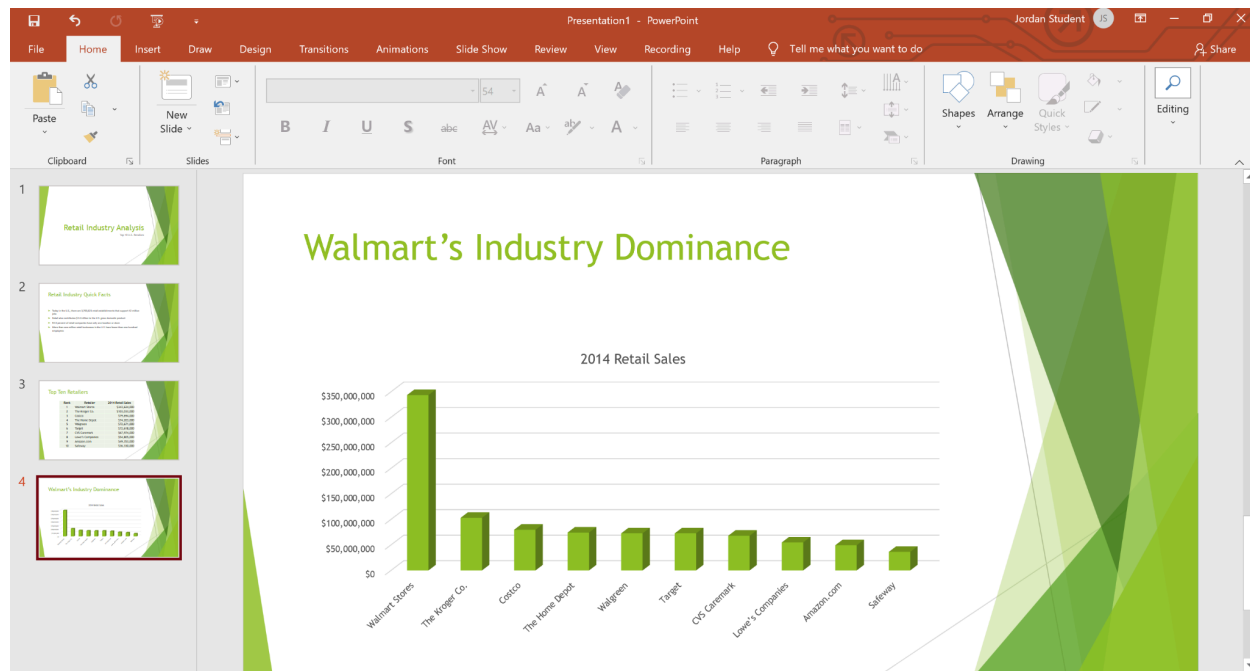 Presentation1 - PowerPoint
Jordan Student
JS
File Home Insert Draw Design Transitions Animations Slide Show Review View Recording Help Tell me what you want to do
Share
Paste
Clipboard
New
Slide
Slides
54
B I U S abc AV Aa aby A
Font
Paragraph
Shapes Arrange Quick
Styles
Drawing
Editing
1
Retail Industry Analysis
2
Retail Industry Quick Facts
3
Top Ten Retailers
4
Walmart's Industry Dominance
Walmart’s Industry Dominance
2014 Retail Sales
$350,000,000
$300,000,000
$250,000,000
$200,000,000
$150,000,000
$100,000,000
$50,000,000
$0
Walmart Stores
The Kroger Co.
Costco
The Home Depot
Walgreen
Target
CVS Caremark
Lowe's Companies
Amazon.com
Safeway